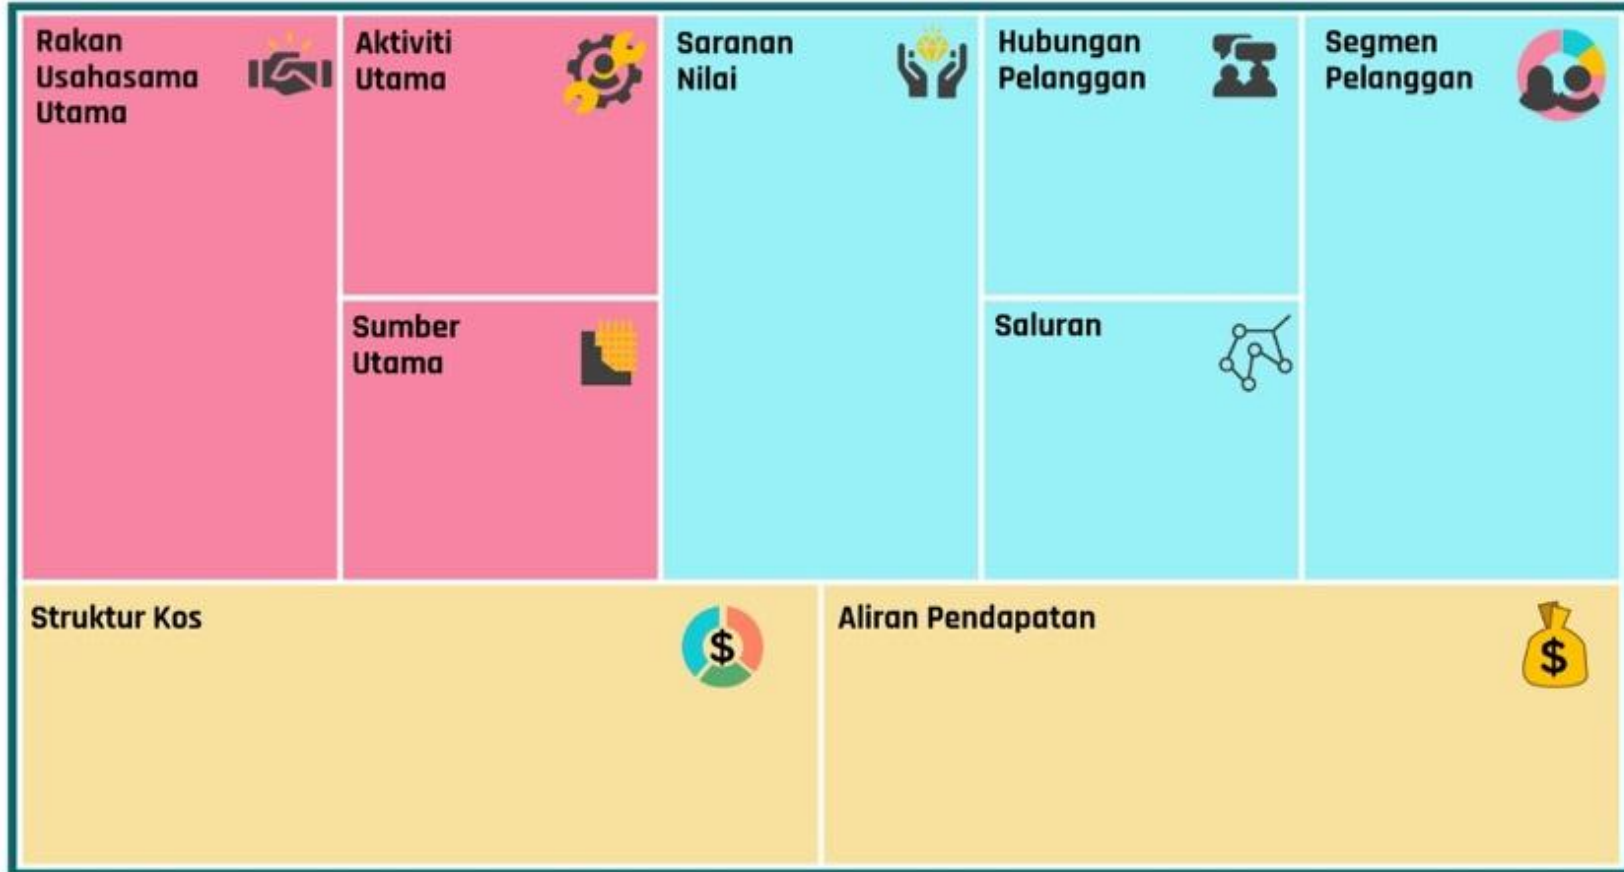 Rakan
Usahasama
Utama
Aktiviti
Utama
Sumber
Utama
Saranan
Nilai
Hubungan
Pelanggan
Saluran
Segmen
Pelanggan
Struktur Kos
$
Aliran Pendapatan
$